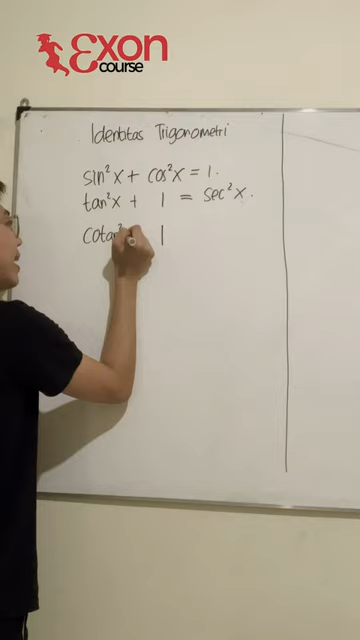 Exon
course
Identitas Trigonometri
sin²x + cos²x = 1.
tan²x + 1 = sec²x.
cotan² 1